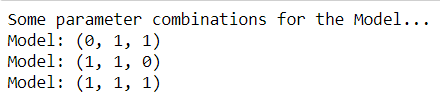 Some parameter combinations for the Model...
Model: (0, 1, 1)
Model: (1, 1, 0)
Model: (1, 1, 1)